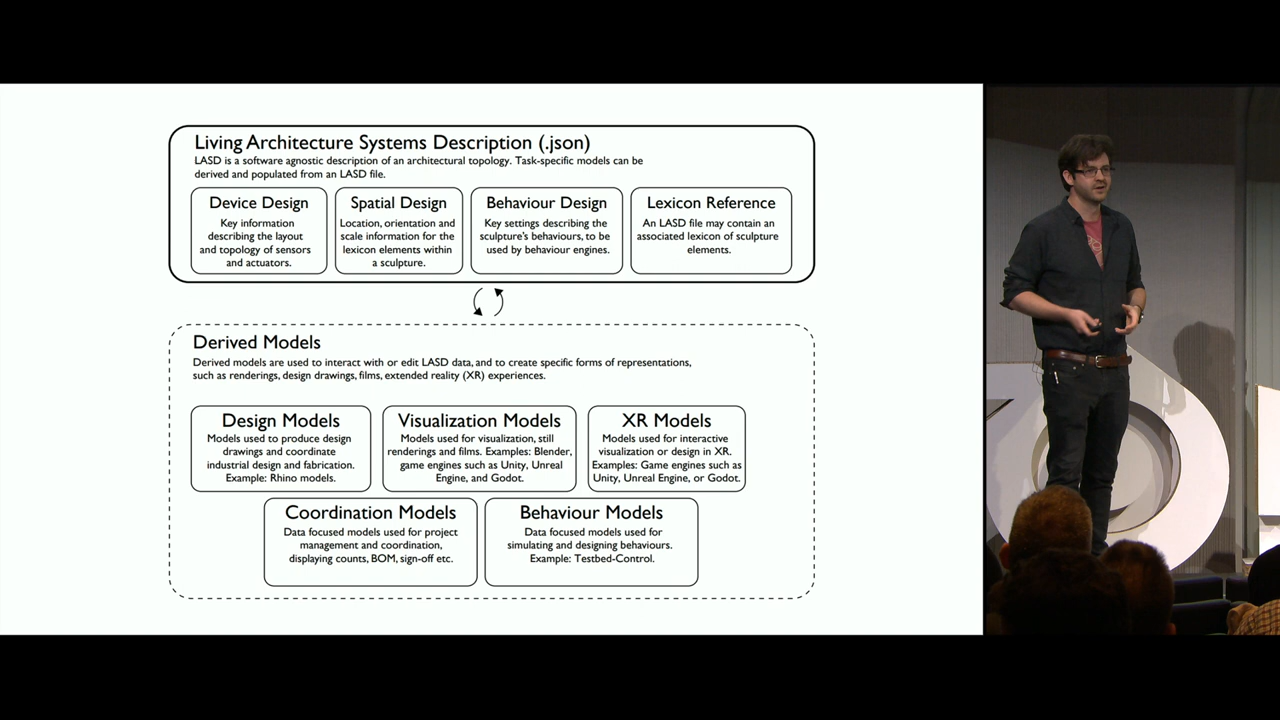 Living Architecture Systems Description (.json)
LASD is a software agnostic description of an architectural topology. Task-specific models can be
derived and populated from an LASD file.
Device Design
Key information
describing the layout
and topology of sensors
and actuators.
Spatial Design
Location, orientation and
scale information for the
lexicon elements within
a sculpture.
Behaviour Design
Key settings describing the
sculpture's behaviours, to be
used by behaviour engines.
Lexicon Reference
An LASD file may contain an
associated lexicon of sculpture
elements.
Derived Models
Derived models are used to interact with or edit LASD data, and to create specific forms of representations,
such as renderings, design drawings, films, extended reality (XR) experiences.
Design Models
Models used to produce design
drawings and coordinate
industrial design and fabrication.
Example: Rhino models.
Visualization Models
Models used for visualization, still
renderings and films. Examples: Blender,
game engines such as Unity, Unreal
Engine, and Godot.
XR Models
Models used for interactive
visualization or design in XR.
Examples: Game engines such as
Unity, Unreal Engine, or Godot.
Coordination Models
Data focused models used for project
management and coordination,
displaying counts, BOM, sign-off etc.
Behaviour Models
Data focused models used for
simulating and designing behaviours.
Example: Testbed-Control.